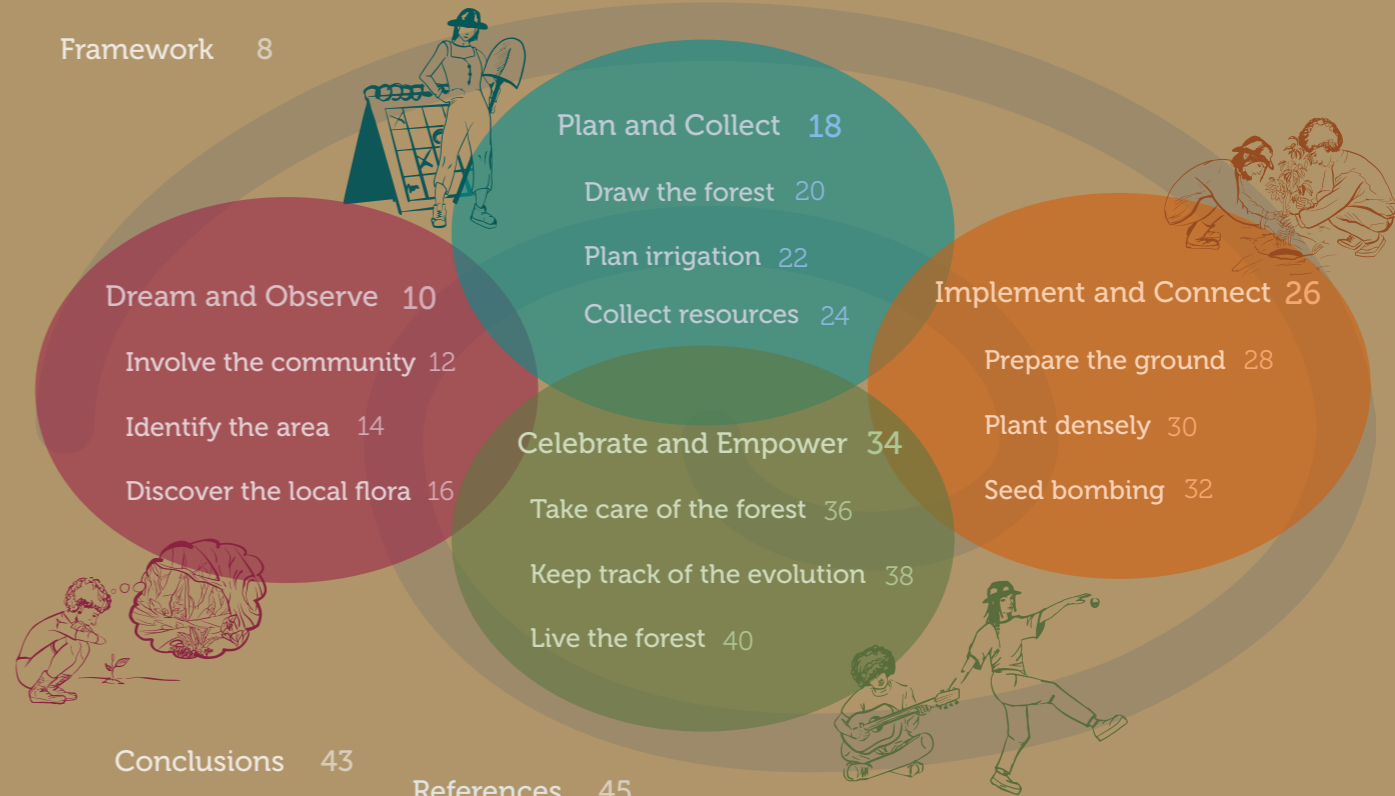 Framework 8
Dream and Observe 10
Involve the community 12
Identify the area 14
Discover the local flora 16
Plan and Collect 18
Draw the forest 20
Plan irrigation 22
Collect resources 24
Implement and Connect 26
Prepare the ground 28
Plant densely 30
Seed bombing 32
Celebrate and Empower 34
Take care of the forest 36
Keep track of the evolution 38
Live the forest 40
Conclusions 43
References 45